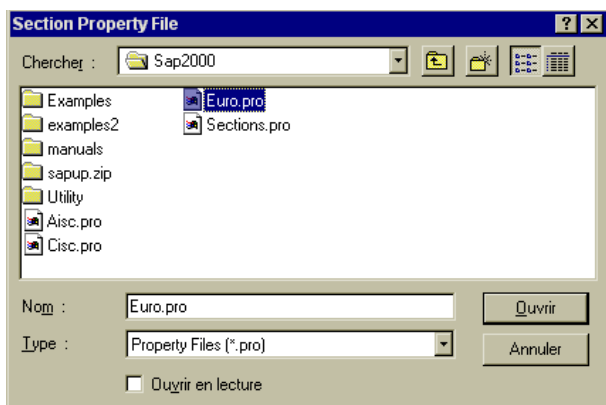 Section Property File
Chercher : Sap2000
Examples
examples2
manuals
sapup.zip
Utility
Aisc.pro
Cisc.pro
Euro.pro
Sections.pro
Nom : Euro.pro Ouvrir
Type : Property Files (*.pro) Annuler
Ouvrir en lecture